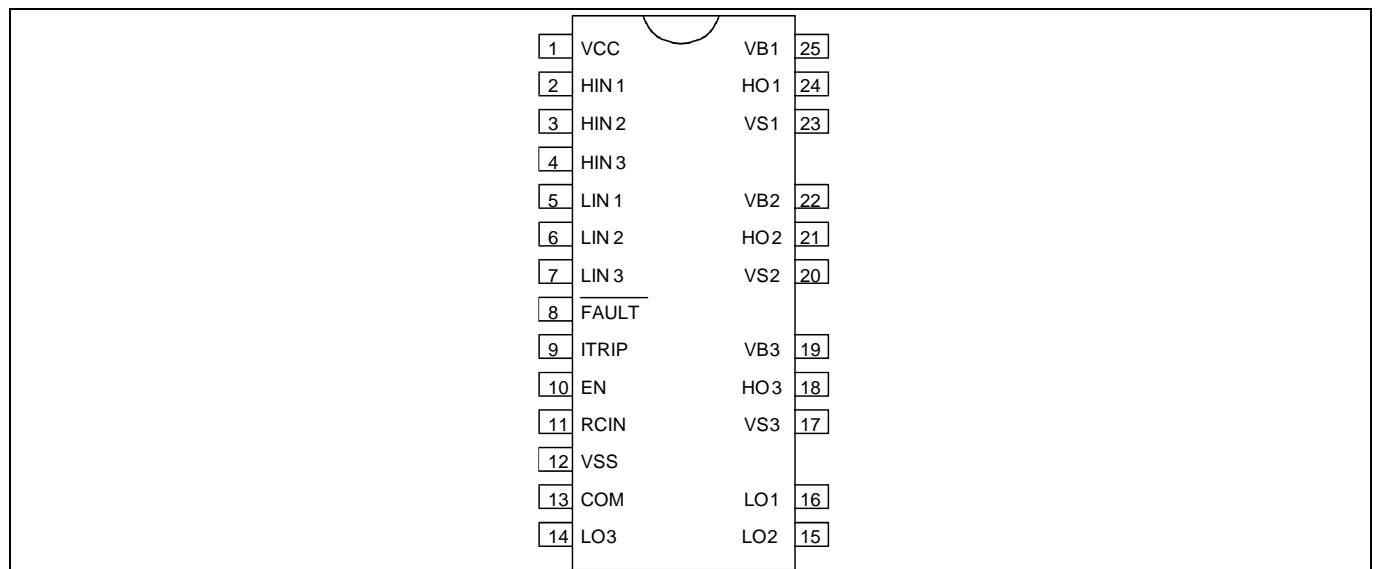 1 VCC VB1 25
2 HIN1 HO1 24
3 HIN2 VS1 23
4 HIN3
5 LIN1 VB2 22
6 LIN2 HO2 21
7 LIN3 VS2 20
8 FAULT
9 ITRIP VB3 19
10 EN HO3 18
11 RCIN VS3 17
12 VSS
13 COM LO1 16
14 LO3 LO2 15